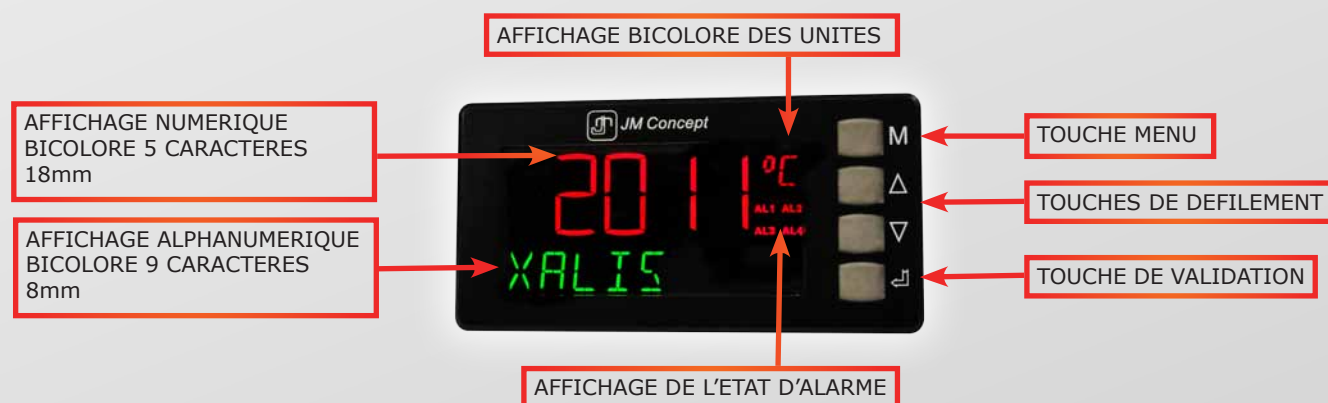 AFFICHAGE BICOLORE DES UNITES
AFFICHAGE NUMERIQUE
BICOLORE 5 CARACTERES
18mm
AFFICHAGE ALPHANUMERIQUE
BICOLORE 9 CARACTERES
8mm
JM Concept
2011 °C
AL1 AL2
AL3 AL4
XALIS
M
TOUCHE MENU
TOUCHES DE DEFILEMENT
TOUCHE DE VALIDATION
AFFICHAGE DE L'ETAT D'ALARME